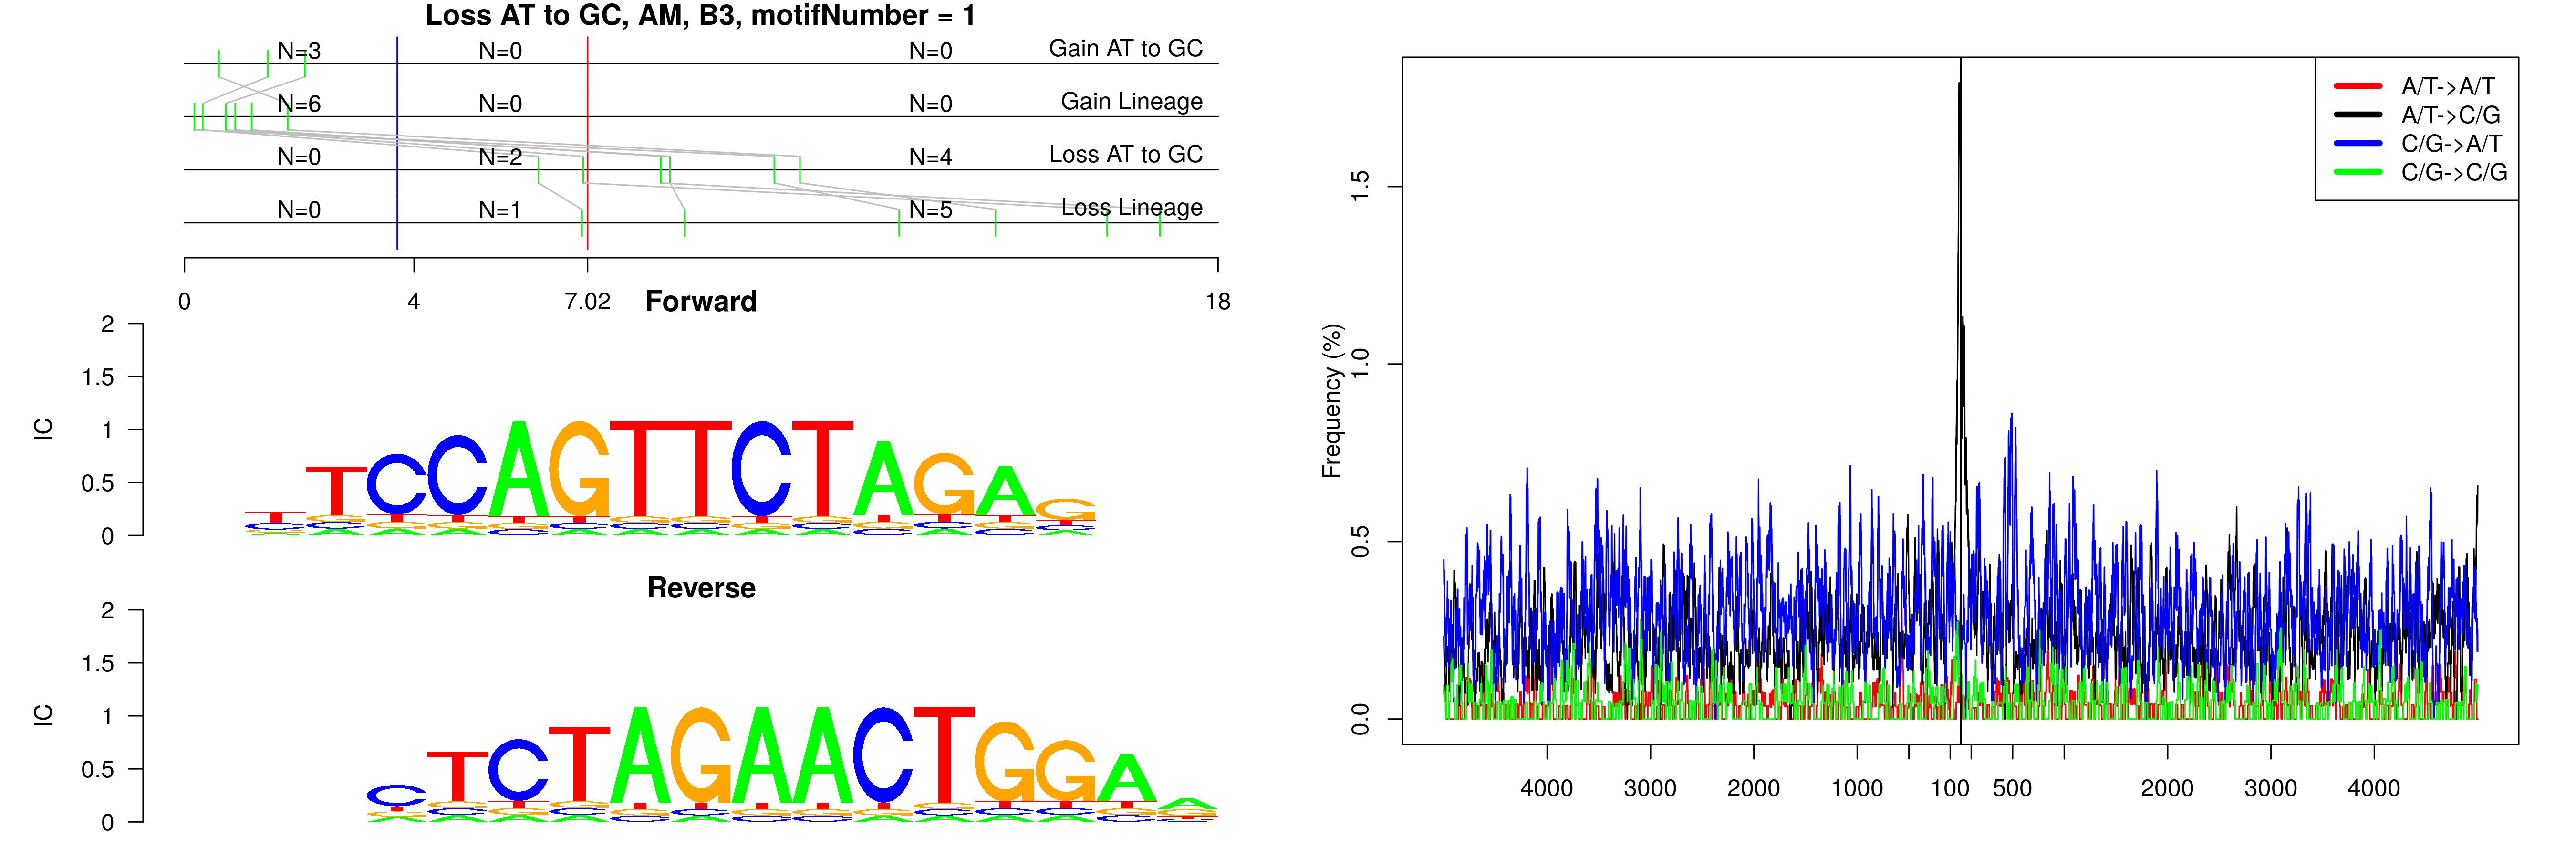 Loss AT to GC, AM, B3, motifNumber = 1
N=3 N=0 N=0 Gain AT to GC
N=6 N=0 N=0 Gain Lineage
N=0 N=2 N=4 Loss AT to GC
N=0 N=1 N=5 Loss Lineage
0 4 7.02 18
Forward
IC
2
1.5
1
0.5
0
TTCCAGTTCTAGAG
Reverse
IC
2
1.5
1
0.5
0
CTCTAGAACTGGAA
Frequency (%)
1.5
1.0
0.5
0.0
A/T->A/T
A/T->C/G
C/G->A/T
C/G->C/G
4000 3000 2000 1000 100 500 2000 3000 4000